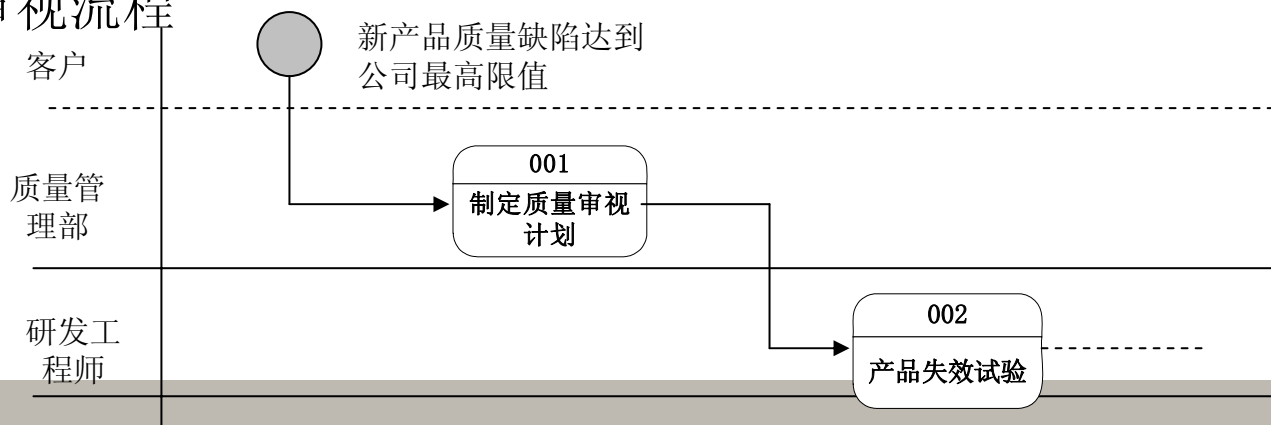 审视流程
客户
新产品质量缺陷达到
公司最高限值
质量管
理部
001
制定质量审视
计划
研发工
程师
002
产品失效试验